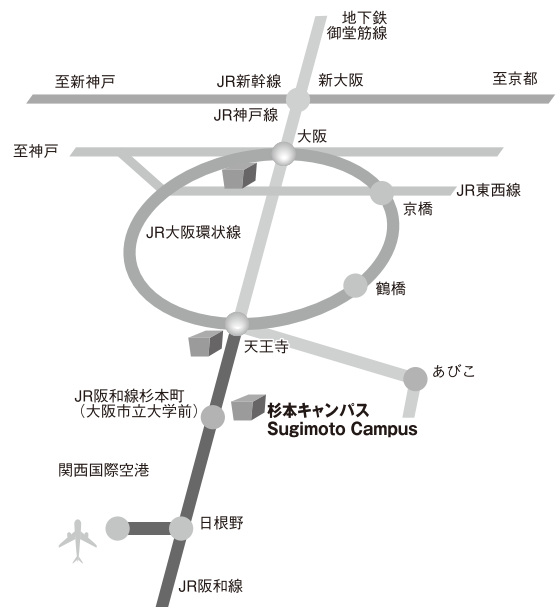 地下鉄
御堂筋線
至新神戸
JR新幹線
新大阪
至京都
JR神戸線
大阪
至神戸
JR東西線
京橋
JR大阪環状線
鶴橋
天王寺
あびこ
JR阪和線杉本町
（大阪市立大学前）
杉本キャンパス
Sugimoto Campus
関西国際空港
日根野
JR阪和線